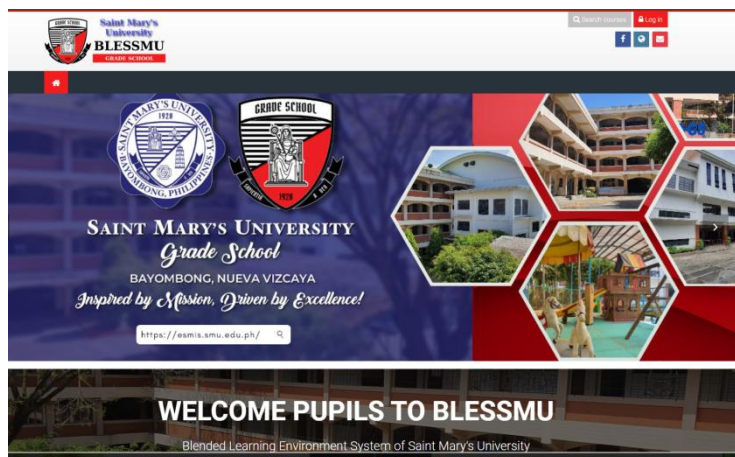 GRADE SCHOOL
Saint Mary's
University
BLESSMU
GRADE SCHOOL
Search courses
Log in
SAINT MARY'S UNIVERSITY
1928
BAYOMBONG, PHILIPPINES
GRADE SCHOOL
1928
SAINT MARY'S UNIVERSITY
Grade School
BAYOMBONG, NUEVA VIZCAYA
Inspired by Mission, Driven by Excellence!
https://esmis.smu.edu.ph/
WELCOME PUPILS TO BLESSMU
Blended Learning Environment System of Saint Mary's University